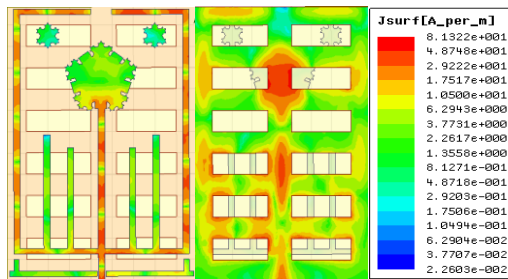 Jsurf[A_per_m]
8.1322e+001
4.8748e+001
2.9222e+001
1.7517e+001
1.0500e+001
6.2943e+000
3.7731e+000
2.2617e+000
1.3558e+000
8.1271e-001
4.8718e-001
2.9203e-001
1.7506e-001
1.0494e-001
6.2904e-002
3.7707e-002
2.2603e-002